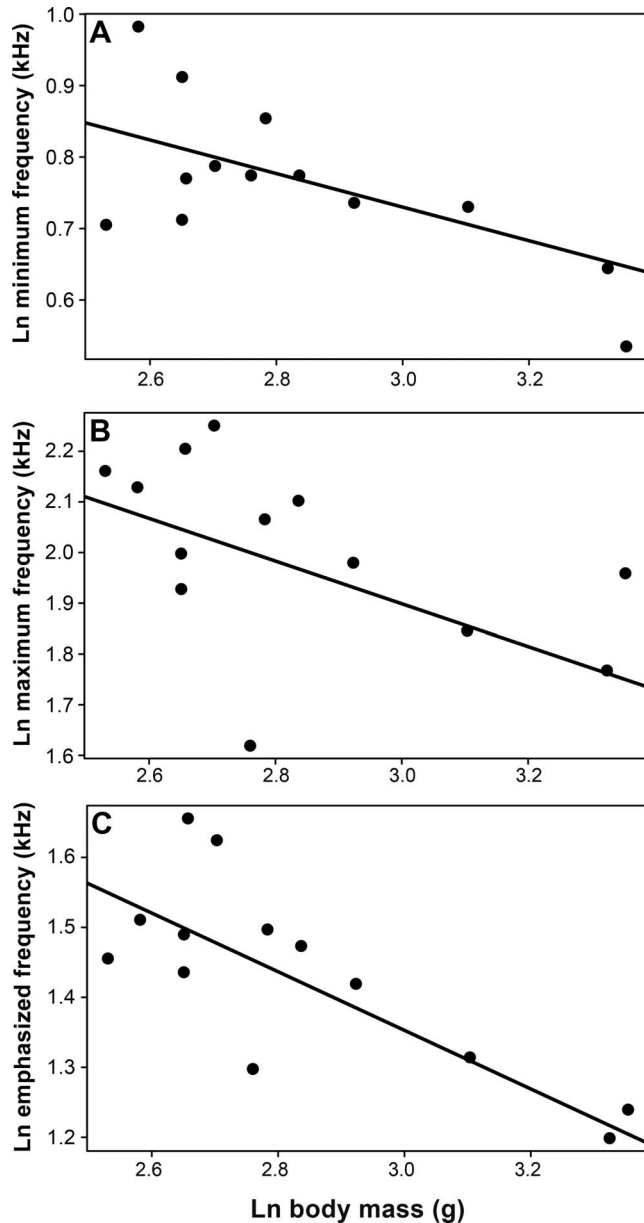 A
Ln minimum frequency (kHz)
1.0
0.9
0.8
0.7
0.6
2.6 2.8 3.0 3.2
B
Ln maximum frequency (kHz)
2.2
2.1
2.0
1.9
1.8
1.7
1.6
2.6 2.8 3.0 3.2
C
Ln emphasized frequency (kHz)
1.6
1.5
1.4
1.3
1.2
2.6 2.8 3.0 3.2
Ln body mass (g)